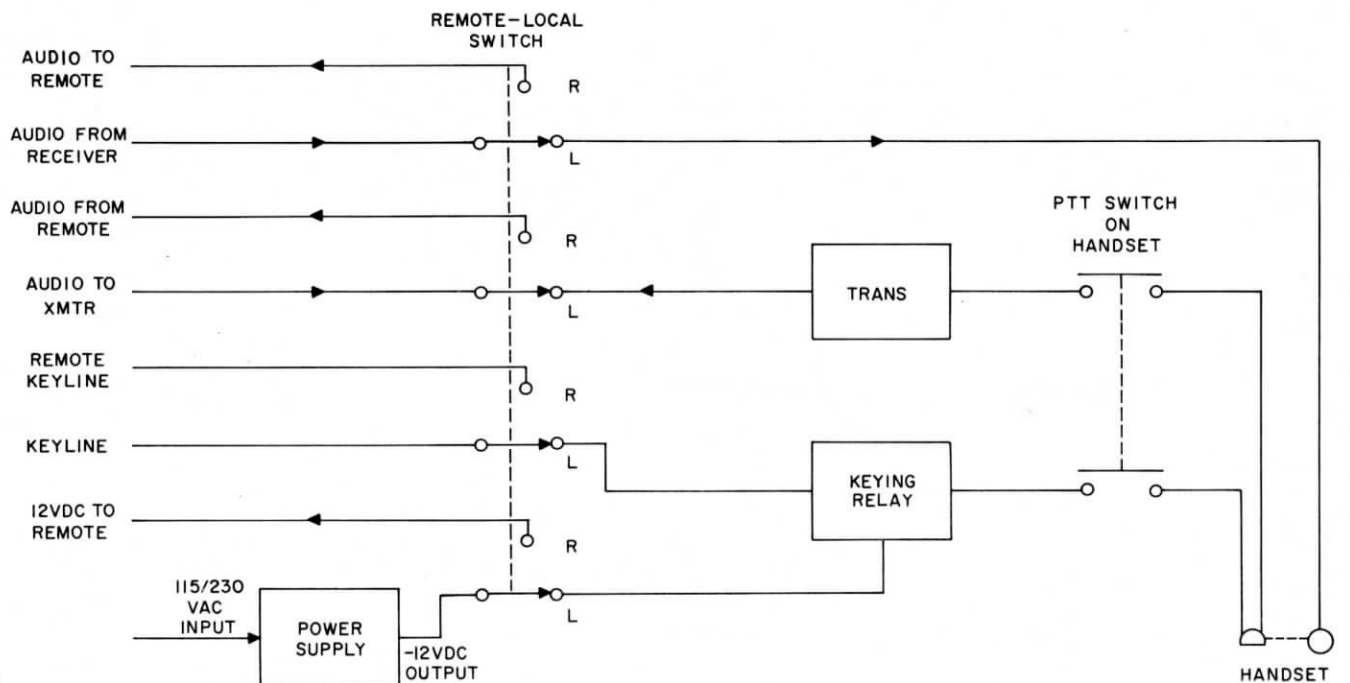 REMOTE-LOCAL
SWITCH
AUDIO TO
REMOTE
R
AUDIO FROM
RECEIVER
L
AUDIO FROM
REMOTE
R
PTT SWITCH
ON
HANDSET
AUDIO TO
XMTR
L
TRANS
REMOTE
KEYLINE
R
KEYLINE
L
KEYING
RELAY
12VDC TO
REMOTE
R
115/230
VAC
INPUT
POWER
SUPPLY
-12VDC
OUTPUT
L
HANDSET